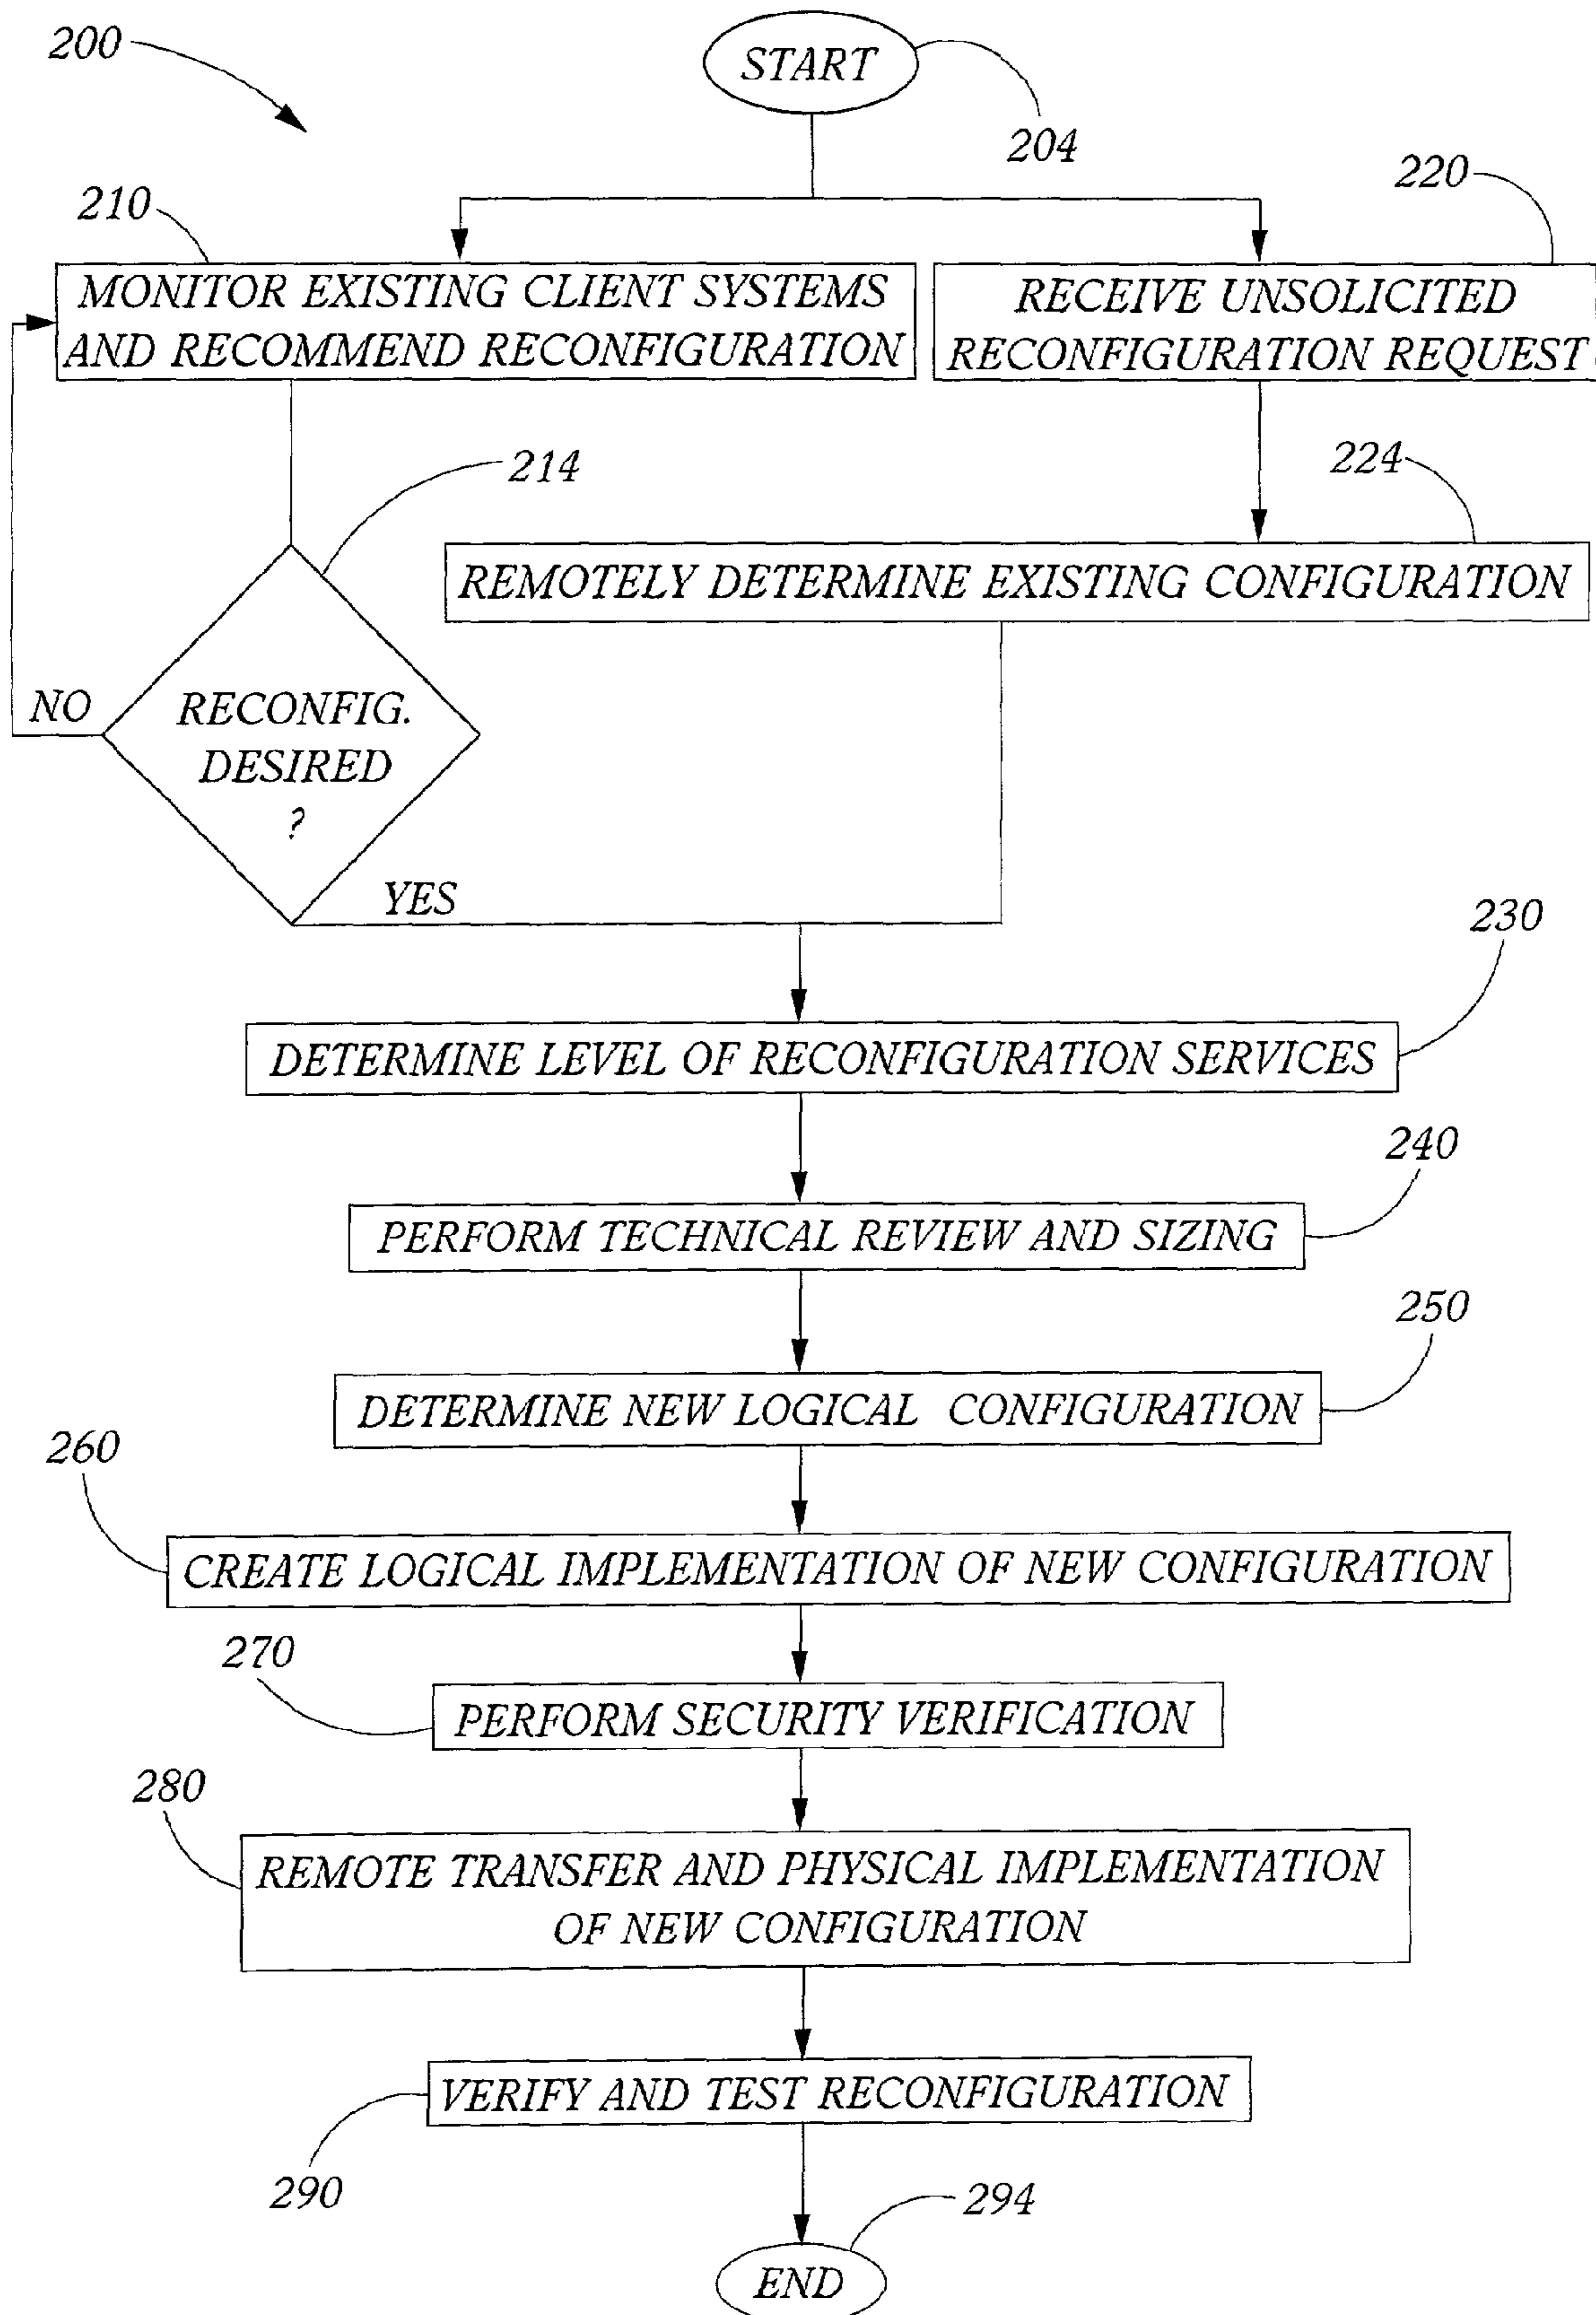 200
START
204
210
220
MONITOR EXISTING CLIENT SYSTEMS
AND RECOMMEND RECONFIGURATION
RECEIVE UNSOLICITED
RECONFIGURATION REQUEST
214
224
REMOTELY DETERMINE EXISTING CONFIGURATION
NO
RECONFIG.
DESIRED
?
YES
230
DETERMINE LEVEL OF RECONFIGURATION SERVICES
240
PERFORM TECHNICAL REVIEW AND SIZING
250
DETERMINE NEW LOGICAL CONFIGURATION
260
CREATE LOGICAL IMPLEMENTATION OF NEW CONFIGURATION
270
PERFORM SECURITY VERIFICATION
280
REMOTE TRANSFER AND PHYSICAL IMPLEMENTATION
OF NEW CONFIGURATION
VERIFY AND TEST RECONFIGURATION
290
294
END